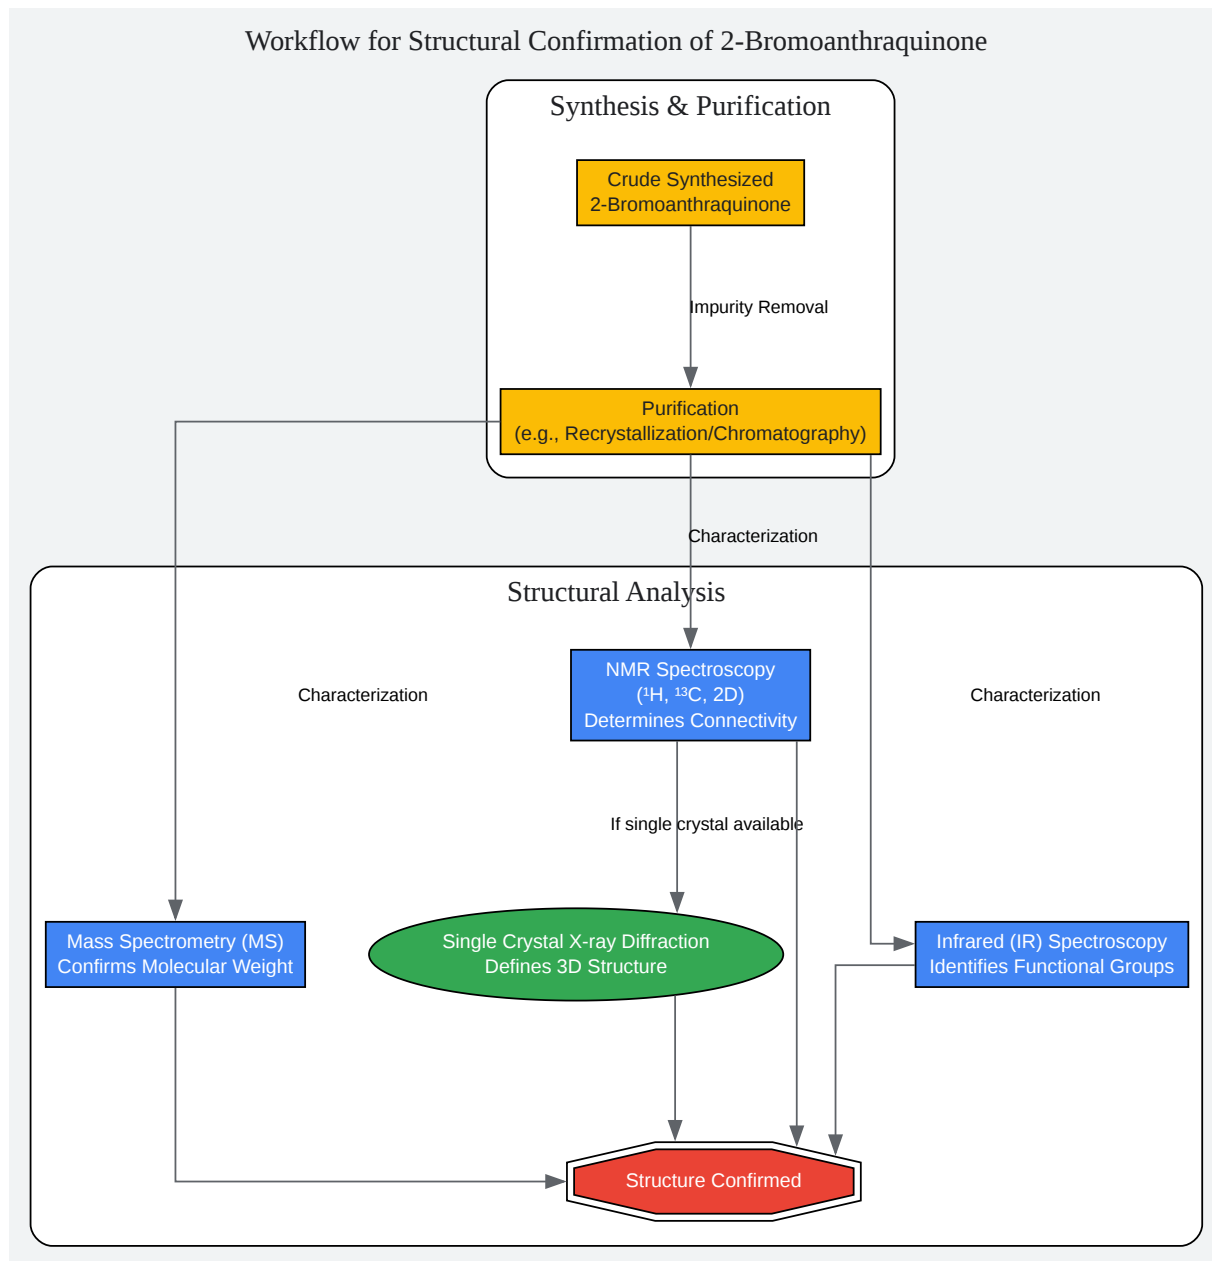 Workflow for Structural Confirmation of 2-Bromoanthraquinone
Synthesis & Purification
Crude Synthesized
2-Bromoanthraquinone
Impurity Removal
Purification
(e.g., Recrystallization/Chromatography)
Characterization
Structural Analysis
NMR Spectroscopy
(¹H, ¹³C, 2D)
Determines Connectivity
Characterization
Characterization
If single crystal available
Mass Spectrometry (MS)
Confirms Molecular Weight
Single Crystal X-ray Diffraction
Defines 3D Structure
Infrared (IR) Spectroscopy
Identifies Functional Groups
Structure Confirmed